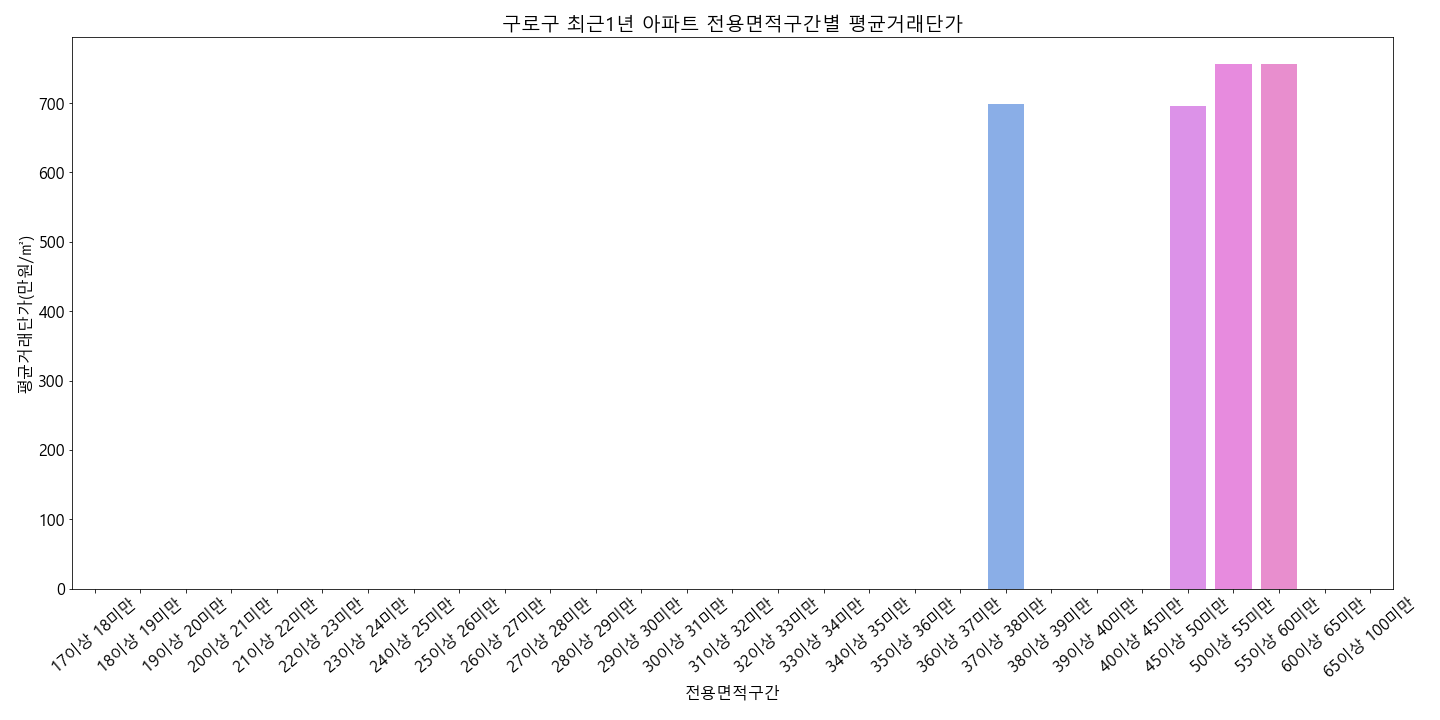 구로구 최근1년 아파트 전용면적구간별 평균거래단가
평균거래단가(만원/㎡)
700
600
500
400
300
200
100
0
17이상 18미만
18이상 19미만
19이상 20미만
20이상 21미만
21이상 22미만
22이상 23미만
23이상 24미만
24이상 25미만
25이상 26미만
26이상 27미만
27이상 28미만
28이상 29미만
29이상 30미만
30이상 31미만
31이상 32미만
32이상 33미만
33이상 34미만
34이상 35미만
35이상 36미만
36이상 37미만
37이상 38미만
38이상 39미만
39이상 40미만
40이상 45미만
45이상 50미만
50이상 55미만
55이상 60미만
60이상 65미만
65이상 100미만
전용면적구간